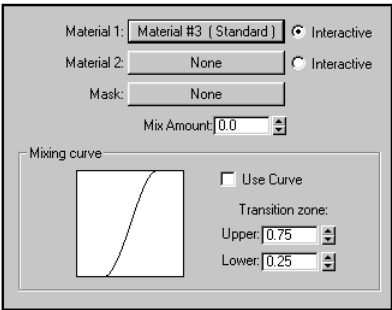 Material 1: Material #3 ( Standard ) Interactive
Material 2: None Interactive
Mask: None
Mix Amount: 0.0
Mixing curve
Use Curve
Transition zone:
Upper: 0.75
Lower: 0.25